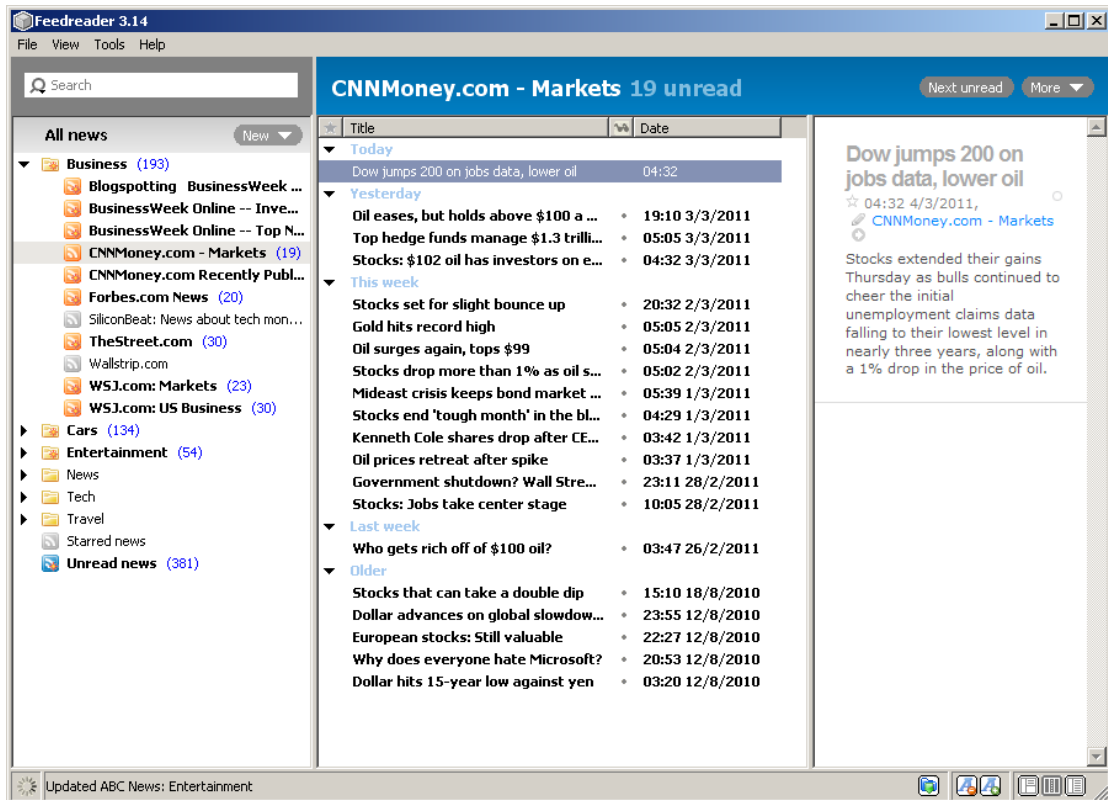 Feedreader 3.14
File View Tools Help
Search
CNNMoney.com - Markets 19 unread
Next unread
More
All news
New
Business (193)
Blogspotting BusinessWeek ...
BusinessWeek Online -- Inve...
BusinessWeek Online -- Top N...
CNNMoney.com - Markets (19)
CNNMoney.com Recently Publ...
Forbes.com News (20)
SiliconBeat: News about tech mon...
TheStreet.com (30)
Wallstrip.com
WSJ.com: Markets (23)
WSJ.com: US Business (30)
Cars (134)
Entertainment (54)
News
Tech
Travel
Starred news
Unread news (381)
Title Date
Today
Dow jumps 200 on jobs data, lower oil 04:32
Yesterday
Oil eases, but holds above $100 a ... 19:10 3/3/2011
Top hedge funds manage $1.3 trilli... 05:05 3/3/2011
Stocks: $102 oil has investors on e... 04:32 3/3/2011
This week
Stocks set for slight bounce up 20:32 2/3/2011
Gold hits record high 05:05 2/3/2011
Oil surges again, tops $99 05:04 2/3/2011
Stocks drop more than 1% as oil s... 05:02 2/3/2011
Mideast crisis keeps bond market ... 05:39 1/3/2011
Stocks end 'tough month' in the bl... 04:29 1/3/2011
Kenneth Cole shares drop after CE... 03:42 1/3/2011
Oil prices retreat after spike 03:37 1/3/2011
Government shutdown? Wall Stre... 23:11 28/2/2011
Stocks: Jobs take center stage 10:05 28/2/2011
Last week
Who gets rich off of $100 oil? 03:47 26/2/2011
Older
Stocks that can take a double dip 15:10 18/8/2010
Dollar advances on global slowdow... 23:55 12/8/2010
European stocks: Still valuable 22:27 12/8/2010
Why does everyone hate Microsoft? 20:53 12/8/2010
Dollar hits 15-year low against yen 03:20 12/8/2010
Dow jumps 200 on
jobs data, lower oil
04:32 4/3/2011,
CNNMoney.com - Markets
Stocks extended their gains
Thursday as bulls continued to
cheer the initial
unemployment claims data
falling to their lowest level in
nearly three years, along with
a 1% drop in the price of oil.
Updated ABC News: Entertainment